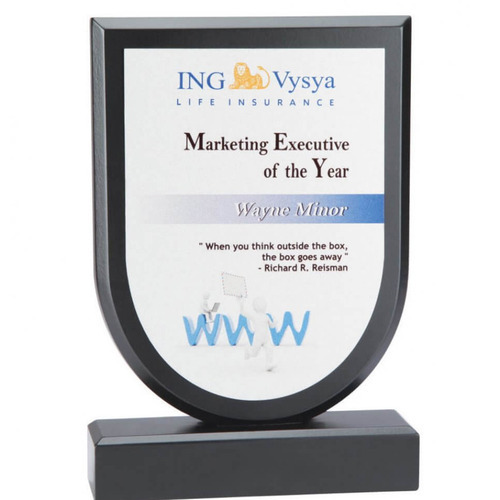 ING Vysya
LIFE INSURANCE
Marketing Executive
of the Year
Wayne Minor
" When you think outside the box,
the box goes away "
- Richard R. Reisman
WWW